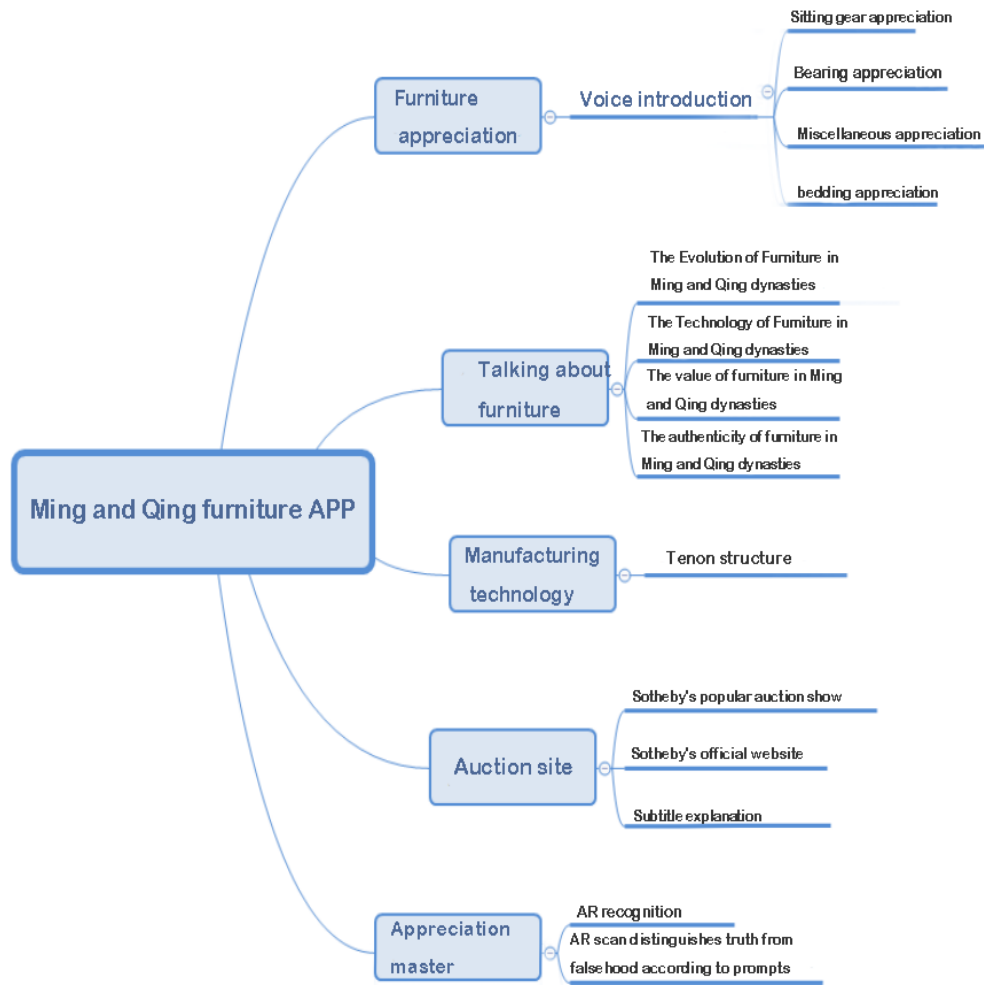 Furniture
appreciation
Voice introduction
Sitting gear appreciation
Bearing appreciation
Miscellaneous appreciation
bedding appreciation
Talking about
furniture
The Evolution of Furniture in
Ming and Qing dynasties
The Technology of Furniture in
Ming and Qing dynasties
The value of furniture in Ming
and Qing dynasties
The authenticity of furniture in
Ming and Qing dynasties
Ming and Qing furniture APP
Manufacturing
technology
Tenon structure
Auction site
Sotheby's popular auction show
Sotheby's official website
Subtitle explanation
Appreciation
master
AR recognition
AR scan distinguishes truth from
falsehood according to prompts